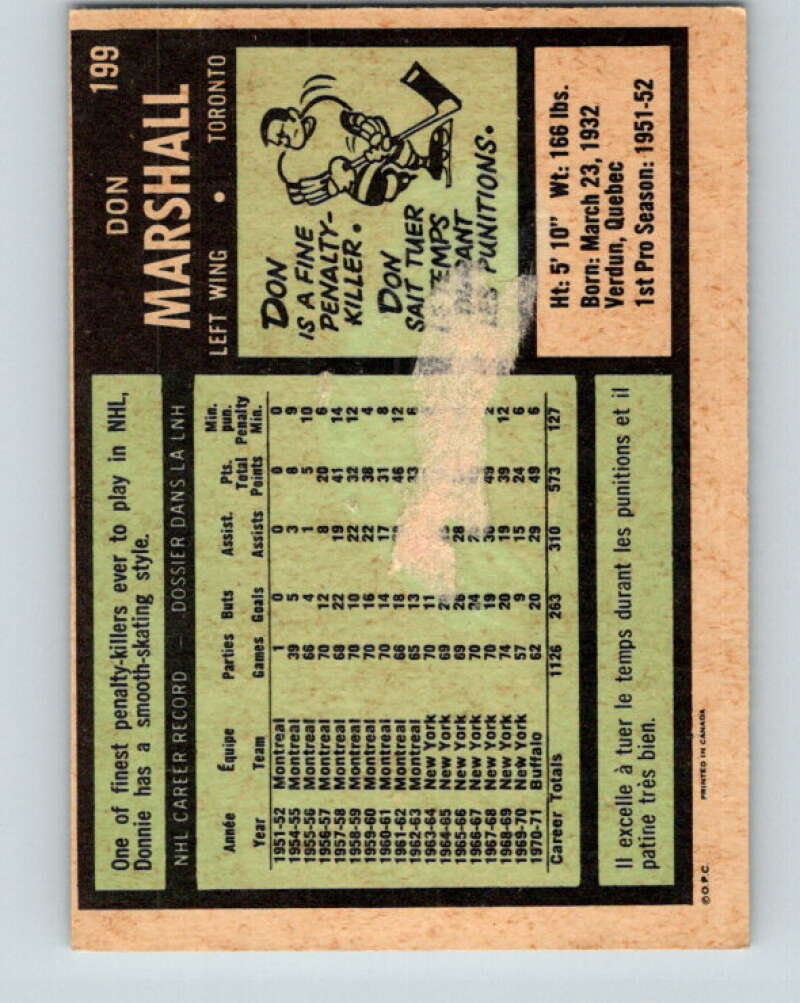 199
DON
MARSHALL
LEFT WING • TORONTO
DON
IS A FINE
PENALTY-
KILLER.
DON
SAIT TUER
TEMPS
PUNITIONS.
Ht: 5' 10" Wt: 166 lbs.
Born: March 23, 1932
Verdun, Quebec
1st Pro Season: 1951-52
One of finest penalty-killers ever to play in NHL,
Donnie has a smooth-skating style.
NHL CAREER RECORD — DOSSIER DANS LA LNH
Année Équipe Parties Buts Assist. Pts. Total Min. pun. Penalty
Year Team Games Goals Assists Points Min.
1951-52 Montreal 1 0 0 0 0
1954-55 Montreal 39 5 3 8 9
1955-56 Montreal 66 4 1 5 10
1956-57 Montreal 70 12 8 20 6
1957-58 Montreal 68 22 19 41 14
1958-59 Montreal 70 10 22 32 12
1959-60 Montreal 70 16 22 38 4
1960-61 Montreal 70 14 17 31 8
1961-62 Montreal 66 18 46 12
1962-63 Montreal 65 13 33
1963-64 New York 70 11
1964-65 New York 69
1965-66 New York 69 26 28
1966-67 New York 70 24
1967-68 New York 70 19 30 49 2
1968-69 New York 74 20 19 39 12
1969-70 New York 57 9 15 24 6
1970-71 Buffalo 62 20 29 49 6
Career Totals 1126 263 310 573 127
Il excelle à tuer le temps durant les punitions et il
patine très bien.
©O.P.C. PRINTED IN CANADA